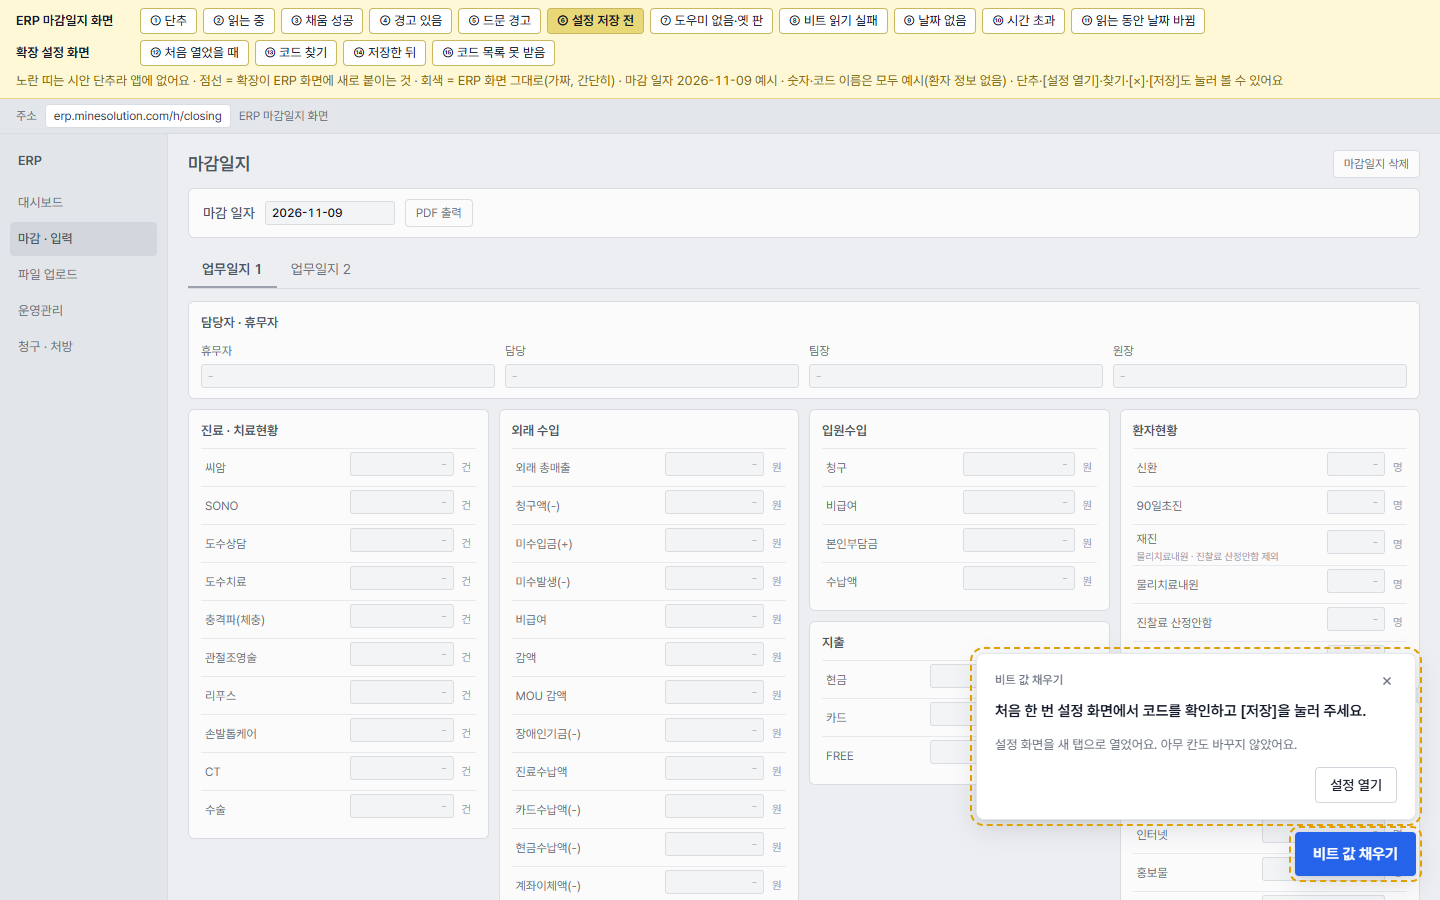 ERP 마감일지 화면
① 단추
② 읽는 중
③ 채움 성공
④ 경고 있음
⑤ 드문 경고
⑥ 설정 저장 전
⑦ 도우미 없음·옛 판
⑧ 비트 읽기 실패
⑨ 날짜 없음
⑩ 시간 초과
⑪ 읽는 동안 날짜 바뀜
확장 설정 화면
⑫ 처음 열었을 때
⑬ 코드 찾기
⑭ 저장한 뒤
⑮ 코드 목록 못 받음
노란 띠는 시안 단추라 앱에 없어요 · 점선 = 확장이 ERP 화면에 새로 붙이는 것 · 회색 = ERP 화면 그대로(가짜, 간단히) · 마감 일자 2026-11-09 예시 · 숫자·코드 이름은 모두 예시(환자 정보 없음) · 단추·[설정 열기]·찾기·[×]·[저장]도 눌러 볼 수 있어요
주소
erp.minesolution.com/h/closing
ERP 마감일지 화면
ERP
대시보드
마감 · 입력
파일 업로드
운영관리
청구 · 처방
마감일지
마감일지 삭제
마감 일자
2026-11-09
PDF 출력
업무일지 1
업무일지 2
담당자 · 휴무자
휴무자
담당
팀장
원장
–
–
–
–
진료 · 치료현황
씨암
–
건
SONO
–
건
도수상담
–
건
도수치료
–
건
충격파(체충)
–
건
관절조영술
–
건
리푸스
–
건
손발톱케어
–
건
CT
–
건
수술
–
건
외래 수입
외래 총매출
–
원
청구액(-)
–
원
미수입금(+)
–
원
미수발생(-)
–
원
비급여
–
원
감액
–
원
MOU 감액
–
원
장애인기금(-)
–
원
진료수납액
–
원
카드수납액(-)
–
원
현금수납액(-)
–
원
계좌이체액(-)
–
원
입원수입
청구
–
원
비급여
–
원
본인부담금
–
원
수납액
–
원
지출
현금
카드
FREE
환자현황
신환
–
명
90일초진
–
명
재진
물리치료내원 · 진찰료 산정안함 제외
–
명
물리치료내원
–
명
진찰료 산정안함
–
명
비트 값 채우기
×
처음 한 번 설정 화면에서 코드를 확인하고 [저장]을 눌러 주세요.
설정 화면을 새 탭으로 열었어요. 아무 칸도 바꾸지 않았어요.
설정 열기
인터넷
홍보물
비트 값 채우기